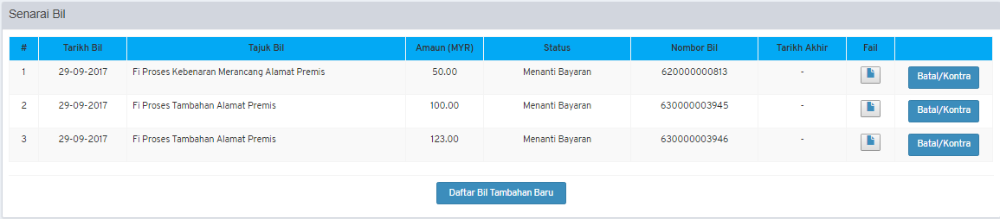 Senarai Bil
# Tarikh Bil Tajuk Bil Amaun (MYR) Status Nombor Bil Tarikh Akhir Fail
1 29-09-2017 Fi Proses Kebenaran Merancang Alamat Premis 50.00 Menanti Bayaran 620000000813 - Batal/Kontra
2 29-09-2017 Fi Proses Tambahan Alamat Premis 100.00 Menanti Bayaran 630000003945 - Batal/Kontra
3 29-09-2017 Fi Proses Tambahan Alamat Premis 123.00 Menanti Bayaran 630000003946 - Batal/Kontra
Daftar Bil Tambahan Baru